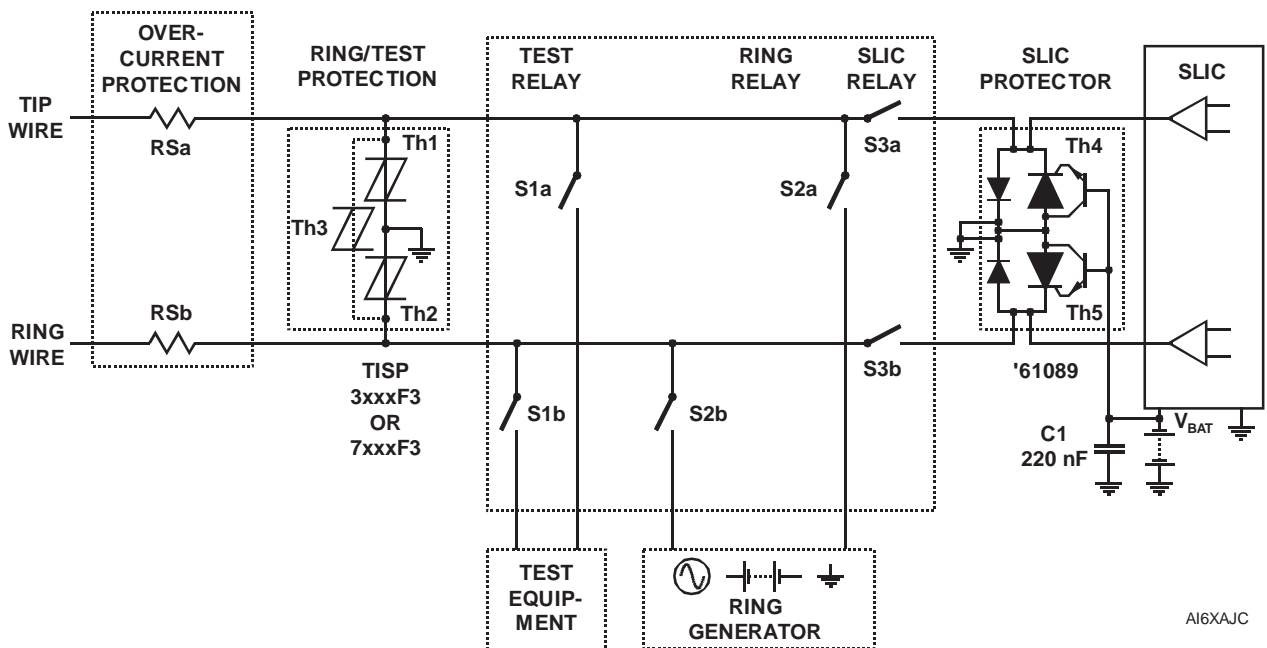 OVER-
CURRENT
PROTECTION
RING/TEST
PROTECTION
TEST
RELAY
RING
RELAY
SLIC
RELAY
SLIC
PROTECTOR
SLIC
TIP
WIRE
RSa
Th1
S3a
Th4
S1a
S2a
Th3
RSb
Th2
Th5
RING
WIRE
S3b
'61089
TISP
3xxxF3
OR
7xxxF3
S1b
S2b
C1
220 nF
VBAT
TEST
EQUIP-
MENT
RING
GENERATOR
AI6XAJC